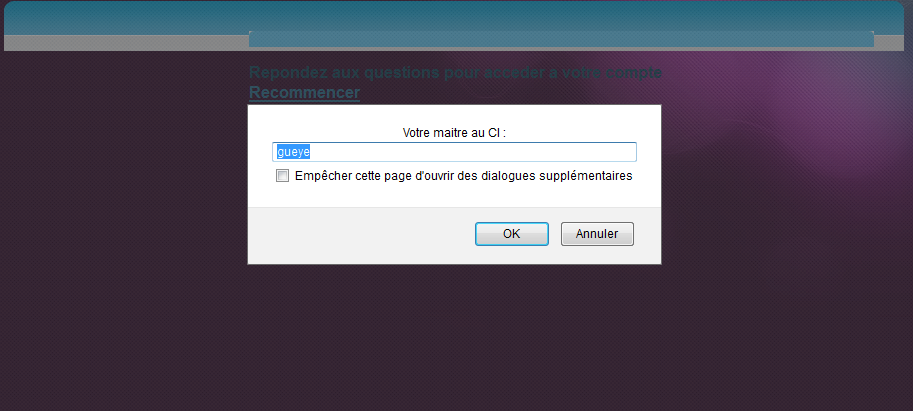 Repondez aux questions pour acceder a votre compte
Recommencer
Votre maitre au CI :
gueye
Empêcher cette page d'ouvrir des dialogues supplémentaires
OK
Annuler